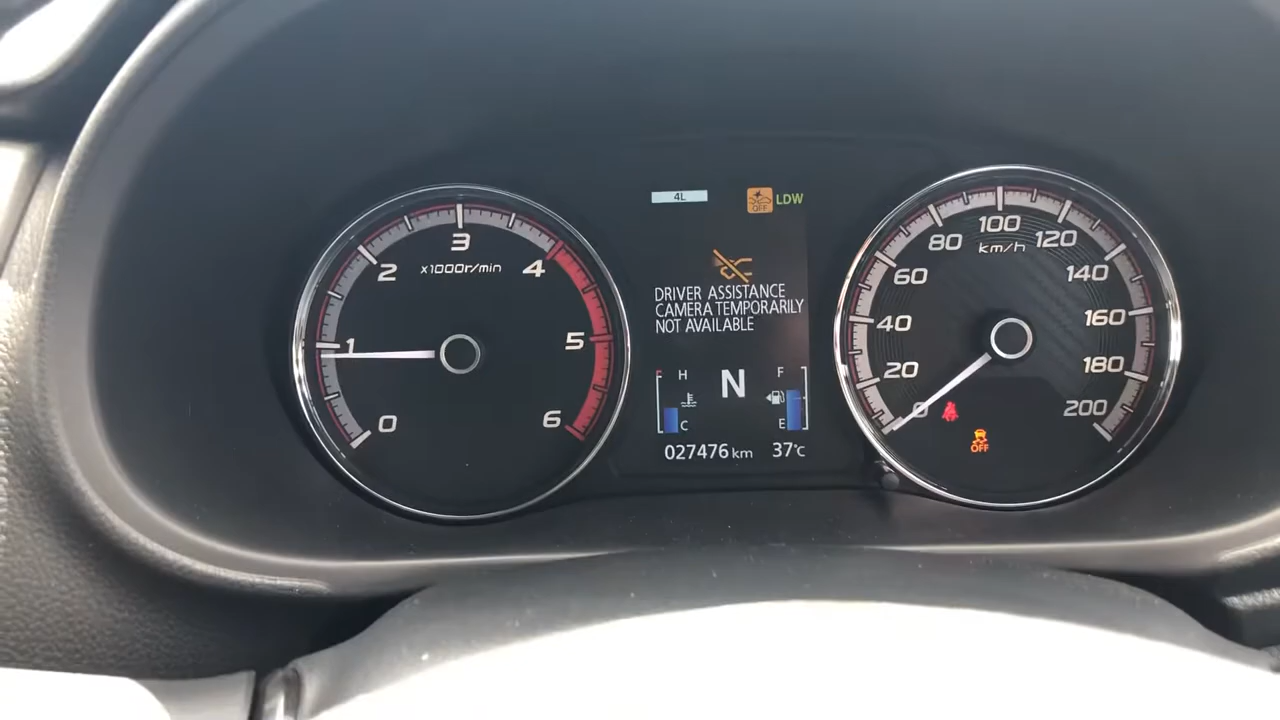 4L
OFF
LDW
DRIVER ASSISTANCE
CAMERA TEMPORARILY
NOT AVAILABLE
H
N
F
C
E
027476 km
37°C
0
1
2
3
4
5
6
x1000r/min
0
20
40
60
80
100
120
140
160
180
200
km/h
OFF